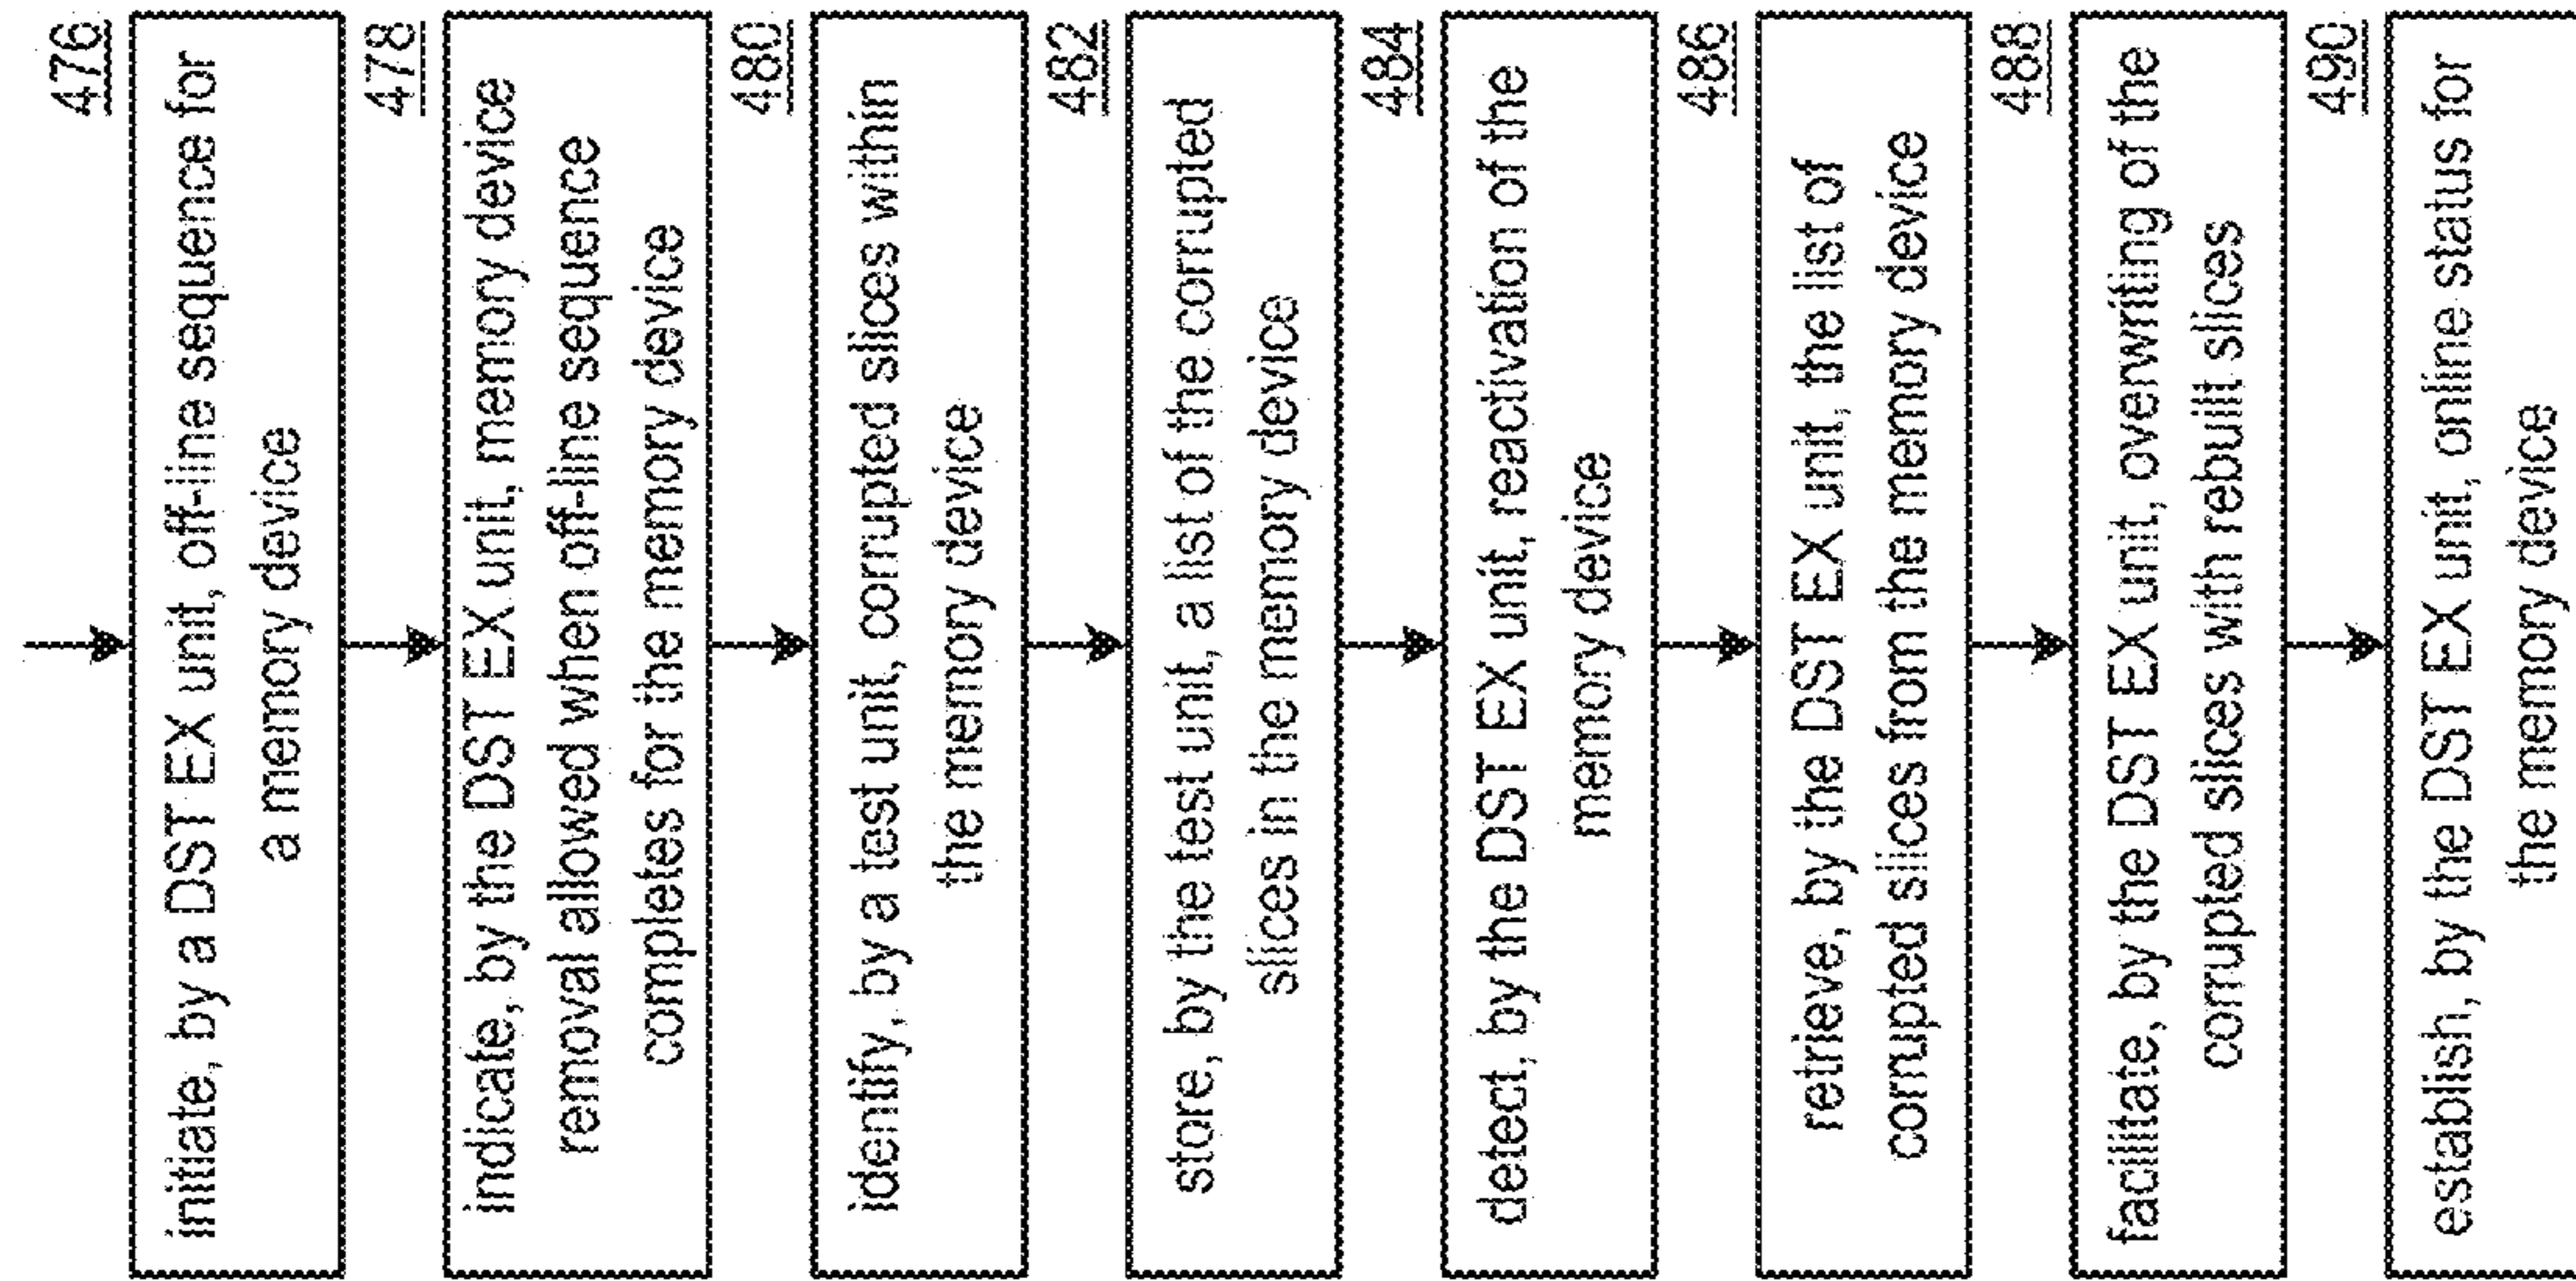 476
initiate, by a DST EX unit, off-line sequence for
a memory device
478
indicate, by the DST EX unit, memory device
removal allowed when off-line sequence
completes for the memory device
480
identify, by a test unit, corrupted slices within
the memory device
482
store, by the test unit, a list of the corrupted
slices in the memory device
484
detect, by the DST EX unit, reactivation of the
memory device
486
retrieve, by the DST EX unit, the list of
corrupted slices from the memory device
488
facilitate, by the DST EX unit, overwriting of the
corrupted slices with rebuilt slices
490
establish, by the DST EX unit, online status for
the memory device